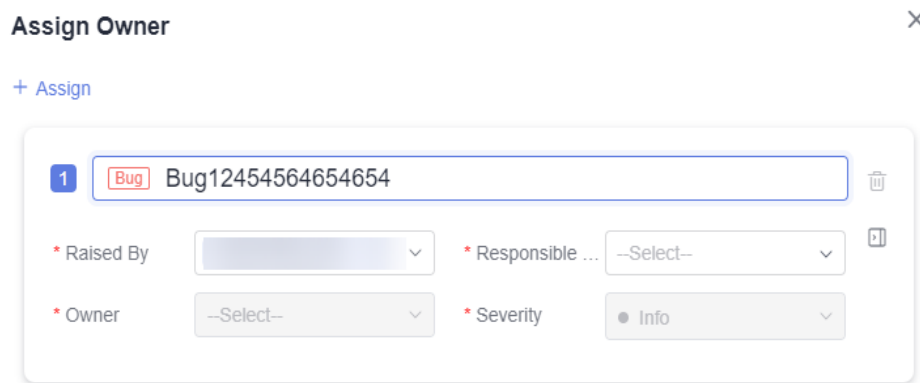 Assign Owner
+ Assign
1 Bug Bug12454564654654
* Raised By * Responsible ... --Select--
* Owner --Select-- * Severity Info